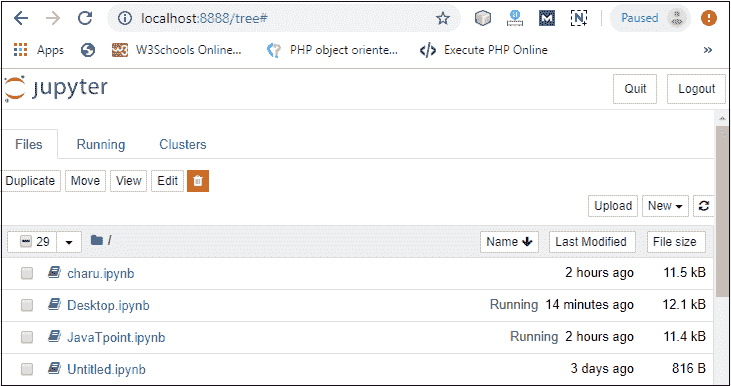 localhost:8888/tree#
Paused
Apps
W3Schools Online...
PHP object oriente...
Execute PHP Online
»
jupyter
Quit
Logout
Files
Running
Clusters
Duplicate
Move
View
Edit
Upload
New
29
/
Name
Last Modified
File size
charu.ipynb
2 hours ago
11.5 kB
Desktop.ipynb
Running 14 minutes ago
12.1 kB
JavaTpoint.ipynb
Running 2 hours ago
11.4 kB
Untitled.ipynb
3 days ago
816 B